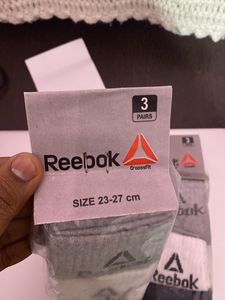 3
PAIRS
Reebok
CrossFit
SIZE 23-27 cm
Reebok